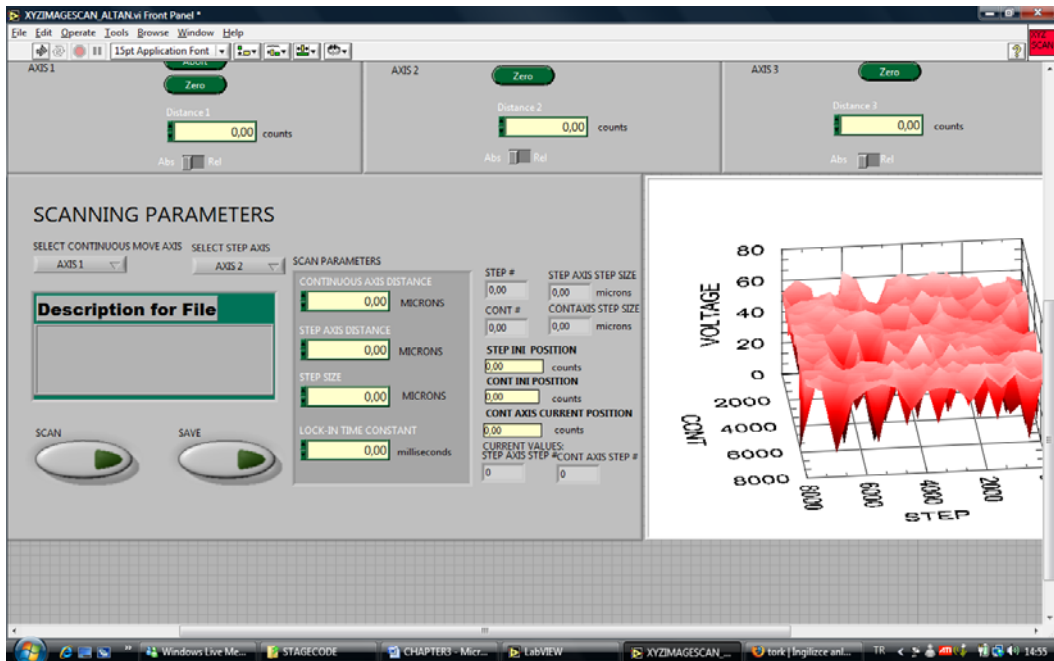 XYZIMAGESCAN_ALTAN.vi Front Panel *
File Edit Operate Tools Browse Window Help
15pt Application Font
XYZ
SCAN
AXIS 1
Abort
Zero
Distance 1
0,00 counts
Abs Rel
AXIS 2
Zero
Distance 2
0,00 counts
Abs Rel
AXIS 3
Zero
Distance 3
0,00 counts
Abs Rel
SCANNING PARAMETERS
SELECT CONTINUOUS MOVE AXIS
AXIS 1
SELECT STEP AXIS
AXIS 2
Description for File
SCAN
SAVE
SCAN PARAMETERS
CONTINUOUS AXIS DISTANCE
0,00 MICRONS
STEP AXIS DISTANCE
0,00 MICRONS
STEP SIZE
0,00 MICRONS
LOCK-IN TIME CONSTANT
0,00 milliseconds
STEP #
0,00
STEP AXIS STEP SIZE
0,00 microns
CONT #
0,00
CONTAXIS STEP SIZE
0,00 microns
STEP INI POSITION
0,00 counts
CONT INI POSITION
0,00 counts
CONT AXIS CURRENT POSITION
0,00 counts
CURRENT VALUES:
STEP AXIS STEP #
0
CONT AXIS STEP #
0
VOLTAGE
80
60
40
20
0
CONT
2000
4000
6000
8000
8000
6000
4000
2000
STEP
Windows Live Me...
STAGECODE
CHAPTER3 - Micr...
LabVIEW
XYZIMAGESCAN_...
tork | İngilizce anl...
TR
14:55